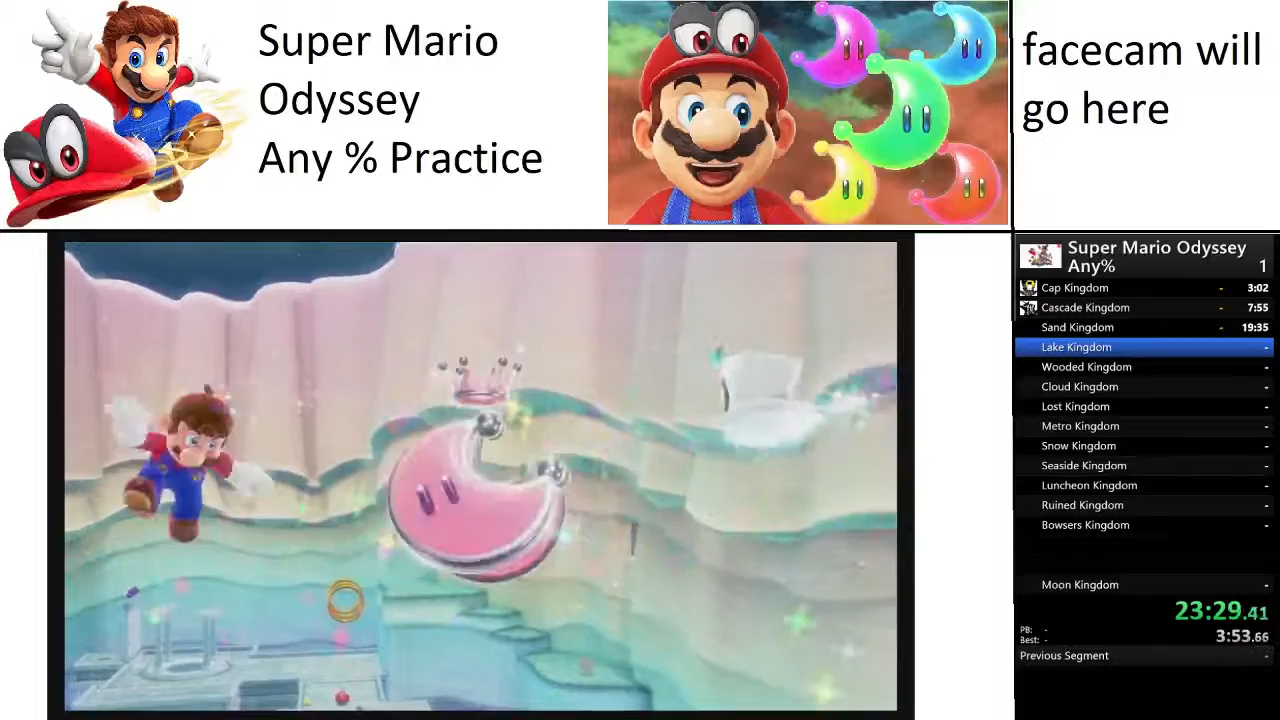 Super Mario
Odyssey
Any % Practice
facecam will
go here
Super Mario Odyssey
Any% 1
Cap Kingdom - 3:02
Cascade Kingdom - 7:55
Sand Kingdom - 19:35
Lake Kingdom -
Wooded Kingdom -
Cloud Kingdom -
Lost Kingdom -
Metro Kingdom -
Snow Kingdom -
Seaside Kingdom -
Luncheon Kingdom -
Ruined Kingdom -
Bowsers Kingdom -
Moon Kingdom -
23:29.41
PB: -
Best: - 3:53.66
Previous Segment -